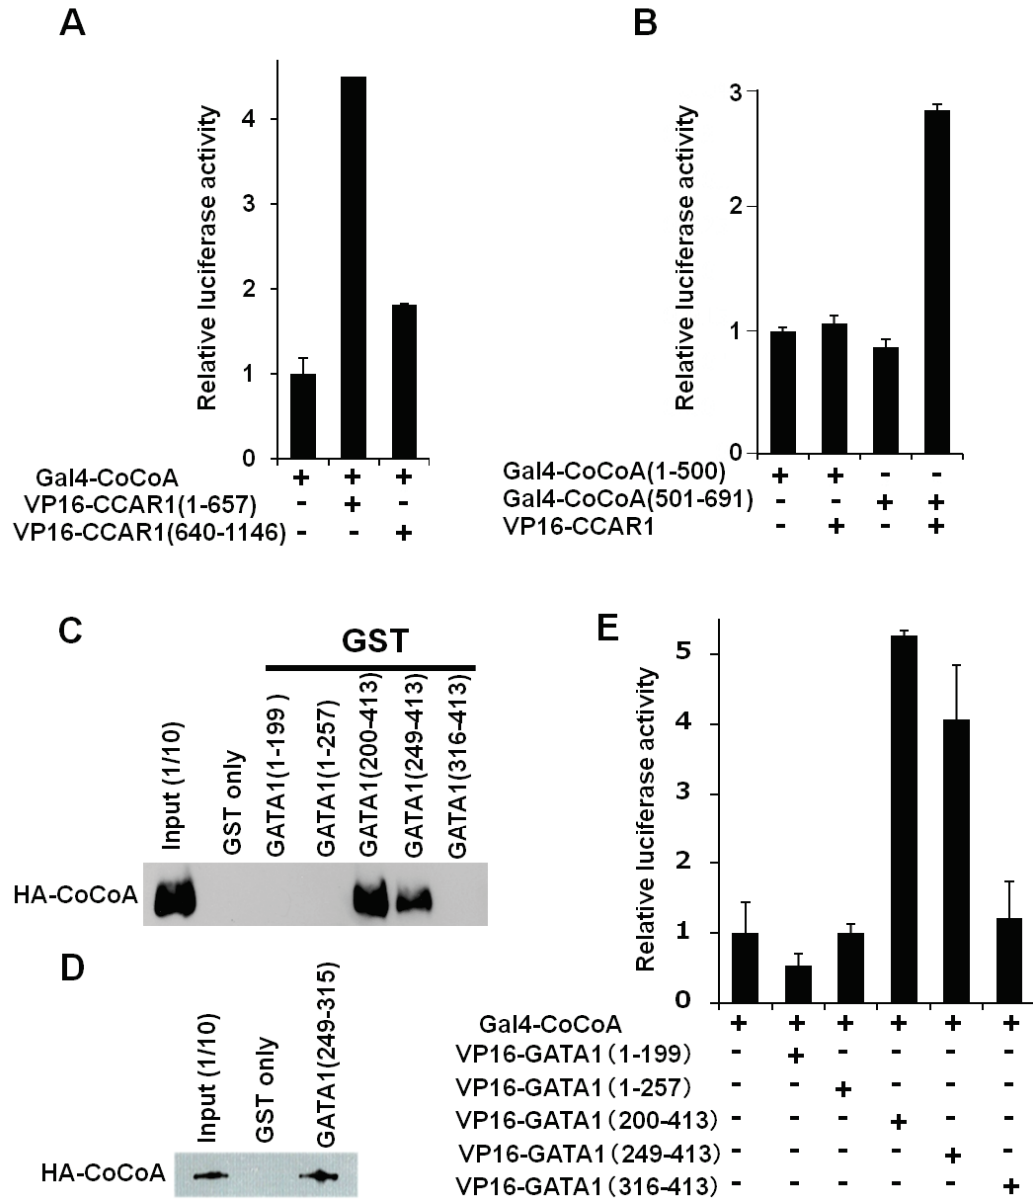 A
Relative luciferase activity
4
3
2
1
0
Gal4-CoCoA + + +
VP16-CCAR1(1-657) - + -
VP16-CCAR1(640-1146) - - +
B
Relative luciferase activity
3
2
1
0
Gal4-CoCoA(1-500) + + - -
Gal4-CoCoA(501-691) - - + +
VP16-CCAR1 - + - +
C
GST
Input (1/10)
GST only
GATA1(1-199 )
GATA1(1-257)
GATA1(200-413)
GATA1(249-413)
GATA1(316-413)
HA-CoCoA
D
Input (1/10)
GST only
GATA1(249-315)
HA-CoCoA
E
Relative luciferase activity
5
4
3
2
1
0
Gal4-CoCoA + + + + + +
VP16-GATA1(1-199) - + - - - -
VP16-GATA1(1-257) - - + - - -
VP16-GATA1(200-413) - - - + - -
VP16-GATA1(249-413) - - - - + -
VP16-GATA1(316-413) - - - - - +